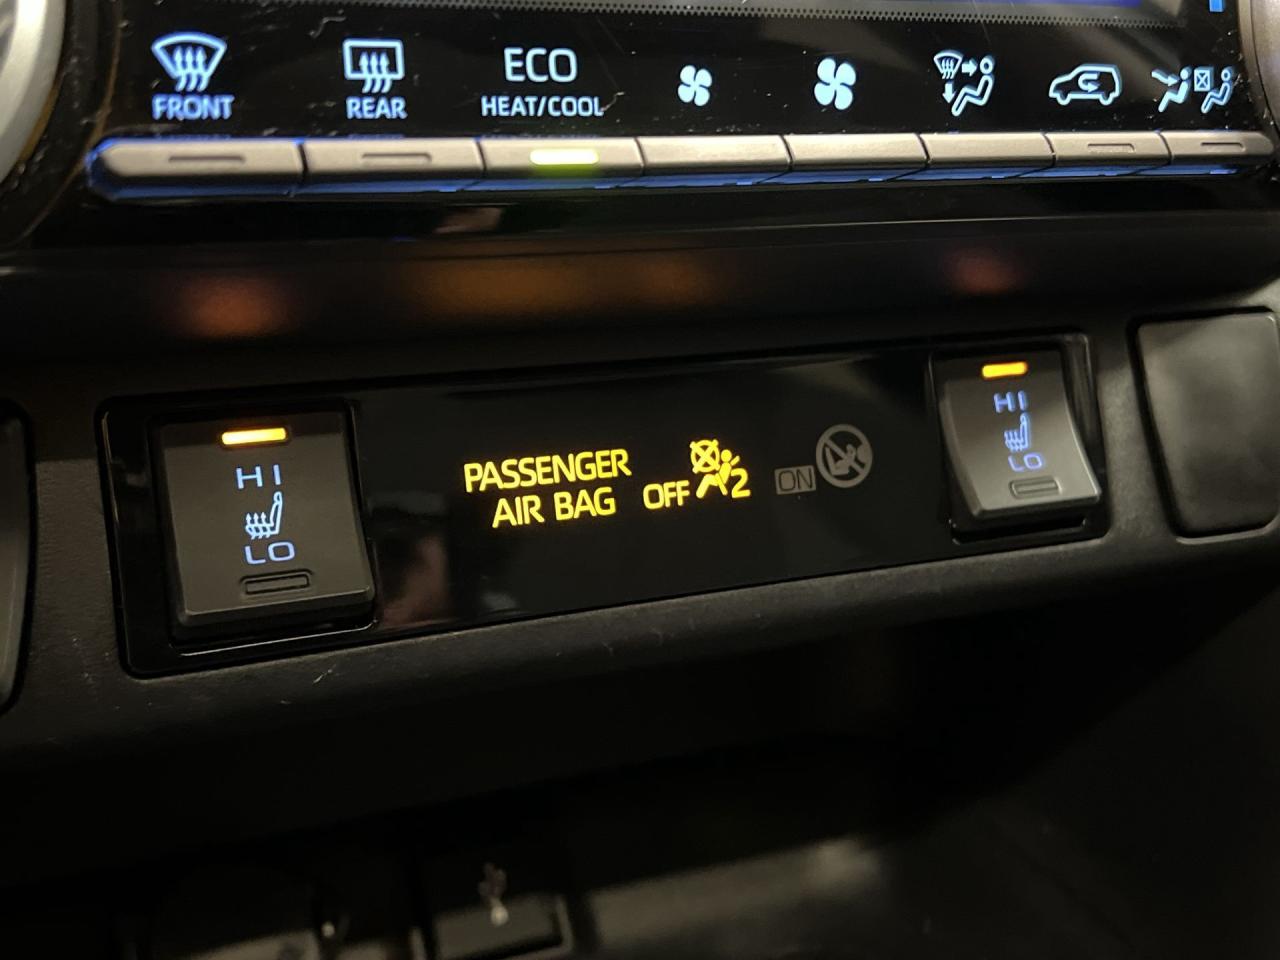 FRONT
REAR
ECO
HEAT/COOL
HI
LO
PASSENGER
AIR BAG
OFF
2
ON
HI
LO